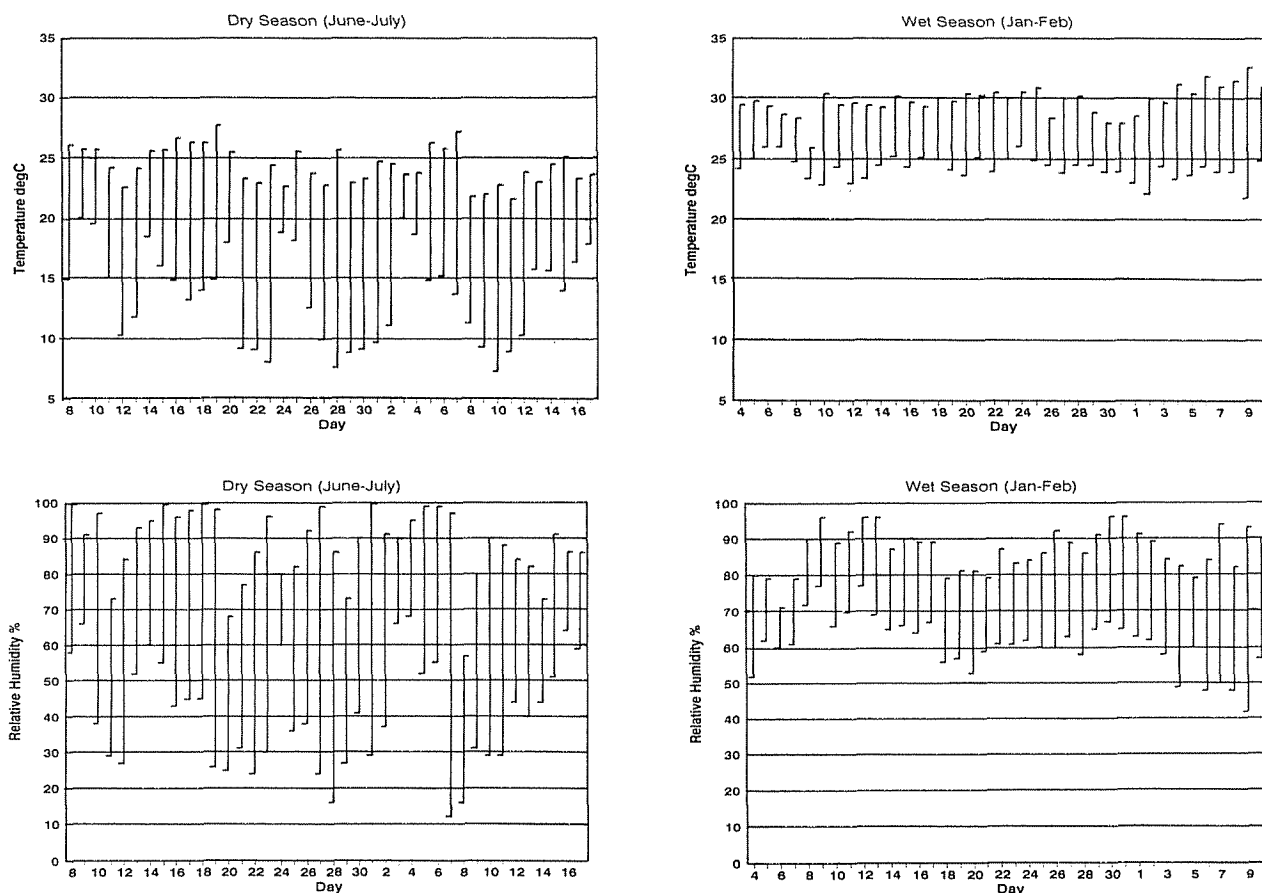 Dry Season (June-July)
35
30
25
20
15
10
5
Temperature degC
8 10 12 14 16 18 20 22 24 26 28 30 2 4 6 8 10 12 14 16
Day
Wet Season (Jan-Feb)
35
30
25
20
15
10
5
Temperature degC
4 6 8 10 12 14 16 18 20 22 24 26 28 30 1 3 5 7 9
Day
Dry Season (June-July)
100
90
80
70
60
50
40
30
20
10
0
Relative Humidity %
8 10 12 14 16 18 20 22 24 26 28 30 2 4 6 8 10 12 14 16
Day
Wet Season (Jan-Feb)
100
90
80
70
60
50
40
30
20
10
0
Relative Humidity %
4 6 8 10 12 14 16 18 20 22 24 26 28 30 1 3 5 7 9
Day